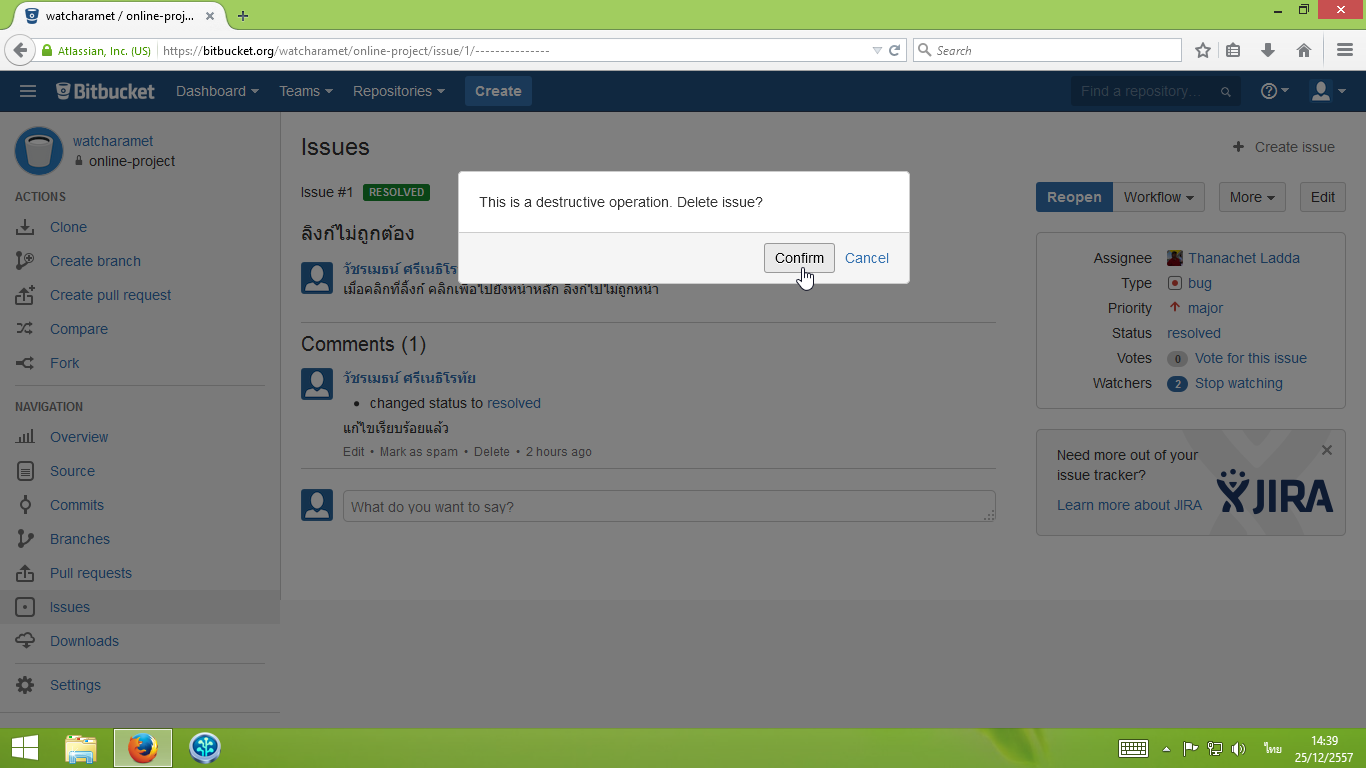 watcharamet / online-proj...
Atlassian, Inc. (US)
https://bitbucket.org/watcharamet/online-project/issue/1/---------------
Search
Bitbucket
Dashboard
Teams
Repositories
Create
Find a repository...
watcharamet
online-project
ACTIONS
Clone
Create branch
Create pull request
Compare
Fork
NAVIGATION
Overview
Source
Commits
Branches
Pull requests
Issues
Downloads
Settings
Issues
Create issue
Issue #1 RESOLVED
Reopen
Workflow
More
Edit
This is a destructive operation. Delete issue?
Confirm
Cancel
ลิงก์ไม่ถูกต้อง
วัชรเมธน์ ศรีเนธิโร
เมื่อคลิกที่ลิ้งก์ คลิกเพื่อไปยังหน้าหลัก ลิงก์ไปไม่ถูกหน้า
Comments (1)
วัชรเมธน์ ศรีเนธิโรทัย
• changed status to resolved
แก้ไขเรียบร้อยแล้ว
Edit • Mark as spam • Delete • 2 hours ago
What do you want to say?
Assignee Thanachet Ladda
Type bug
Priority major
Status resolved
Votes 0 Vote for this issue
Watchers 2 Stop watching
Need more out of your
issue tracker?
Learn more about JIRA
JIRA
ไทย
14:39
25/12/2557